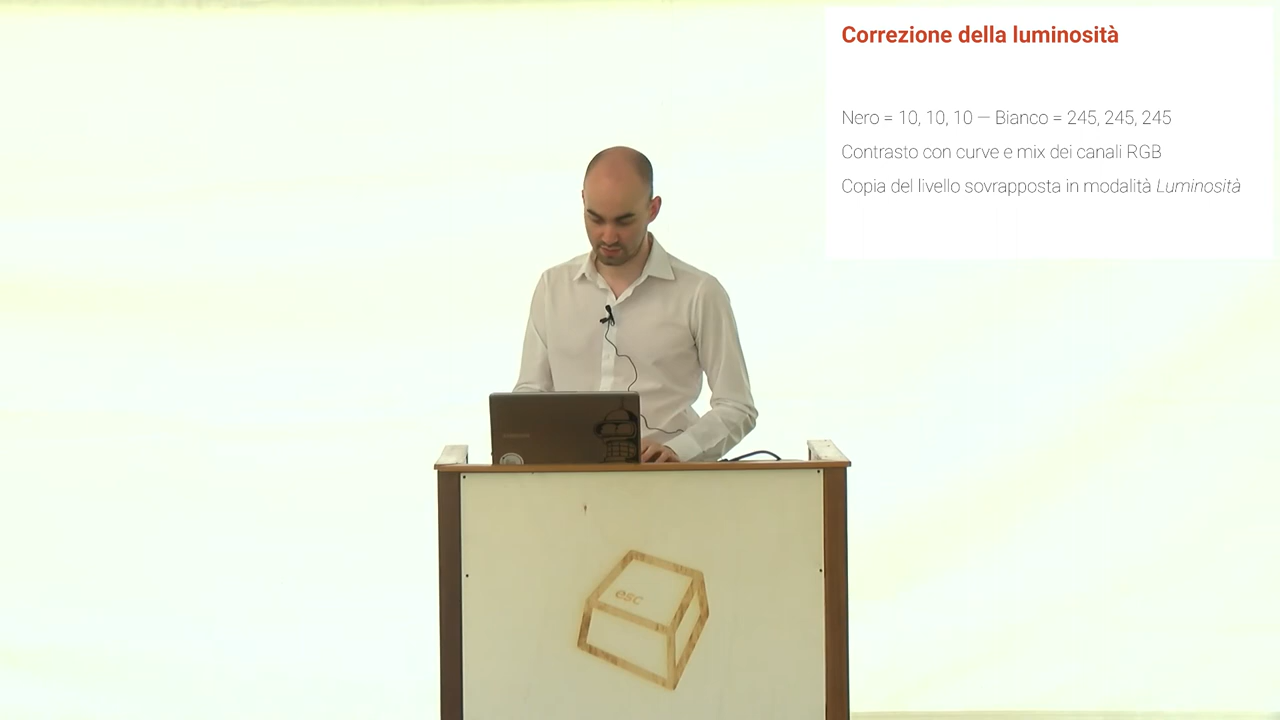 Correzione della luminosità
Nero = 10, 10, 10 — Bianco = 245, 245, 245
Contrasto con curve e mix dei canali RGB
Copia del livello sovrapposta in modalità Luminosità
esc